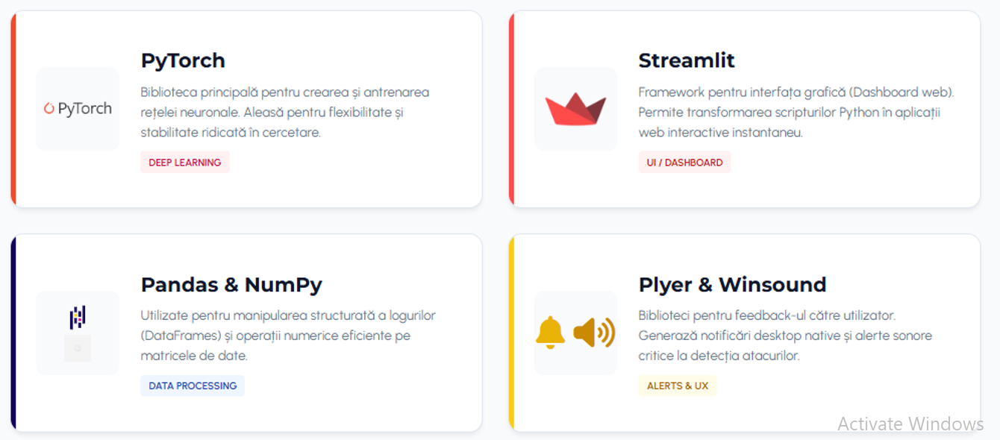 PyTorch
PyTorch
Biblioteca principală pentru crearea și antrenarea
rețelei neuronale. Aleasă pentru flexibilitate și
stabilitate ridicată în cercetare.
DEEP LEARNING
Streamlit
Framework pentru interfața grafică (Dashboard web).
Permite transformarea scripturilor Python în aplicații
web interactive instantaneu.
UI / DASHBOARD
Pandas & NumPy
Utilizate pentru manipularea structurată a logurilor
(DataFrames) și operații numerice eficiente pe
matricele de date.
DATA PROCESSING
Plyer & Winsound
Biblioteci pentru feedback-ul către utilizator.
Generază notificări desktop native și alerte sonore
critice la detecția atacurilor.
ALERTS & UX
Activate Windows